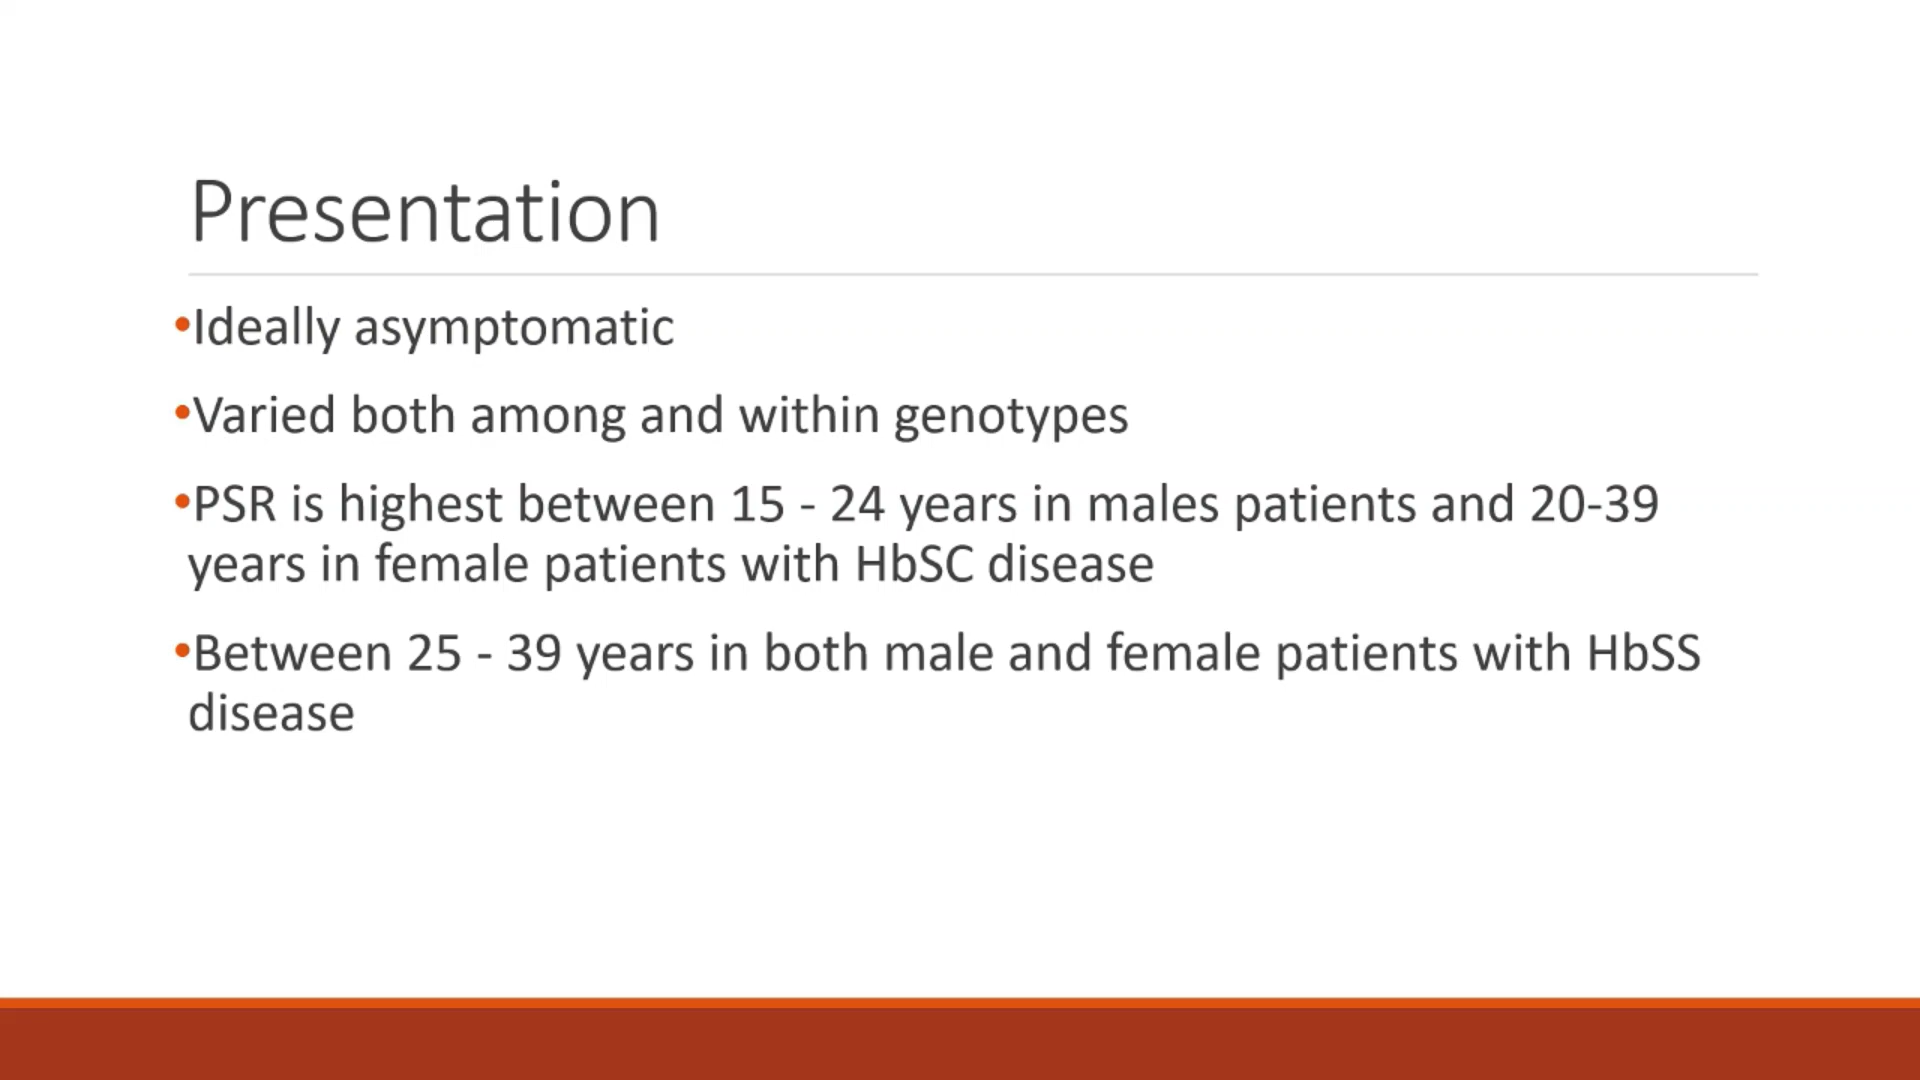 Presentation
•Ideally asymptomatic
•Varied both among and within genotypes
•PSR is highest between 15 - 24 years in males patients and 20-39
years in female patients with HbSC disease
•Between 25 - 39 years in both male and female patients with HbSS
disease